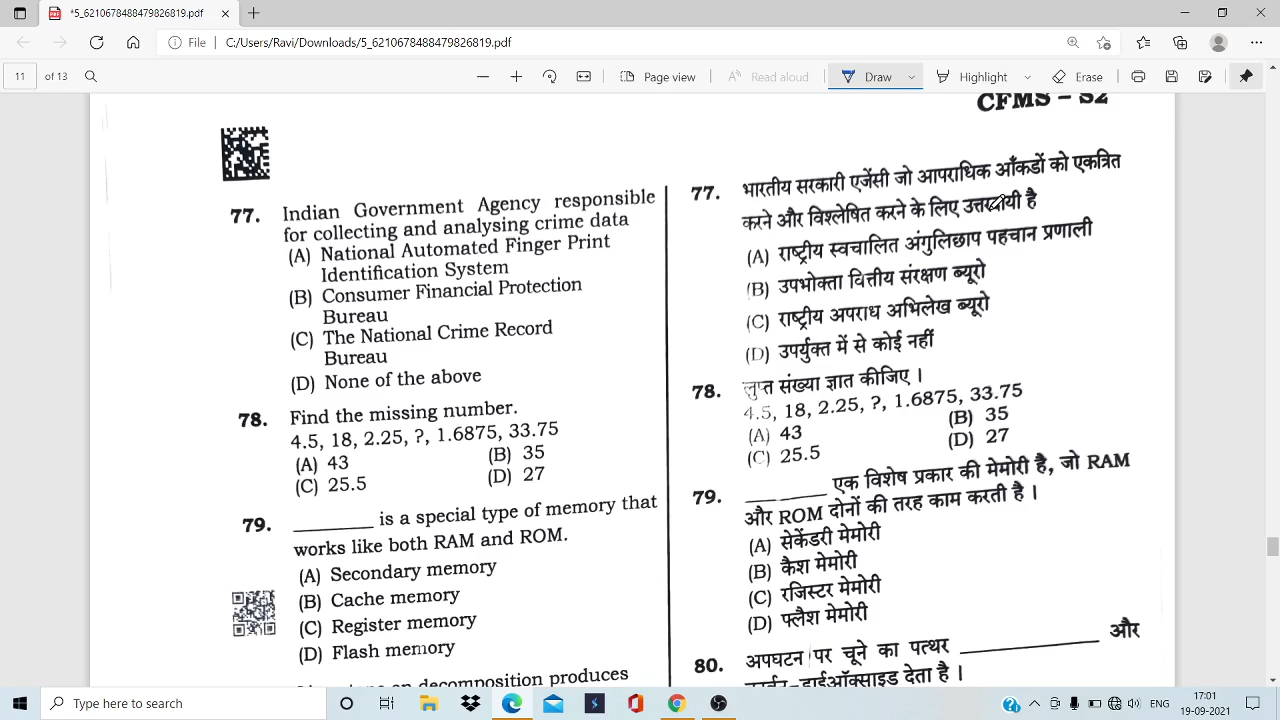 *5_6210678488479826819.pdf
File
C:/Users/Ravi/Downloads/5_6210678488479826819.pdf
11 of 13
Page view
Read aloud
Draw
Highlight
Erase
CFMS – S2
77. Indian Government Agency responsible
for collecting and analysing crime data
(A) National Automated Finger Print
Identification System
(B) Consumer Financial Protection
Bureau
(C) The National Crime Record
Bureau
(D) None of the above
78. Find the missing number.
4.5, 18, 2.25, ?, 1.6875, 33.75
(A) 43 (B) 35
(C) 25.5 (D) 27
79. ________ is a special type of memory that
works like both RAM and ROM.
(A) Secondary memory
(B) Cache memory
(C) Register memory
(D) Flash memory
on decomposition produces
77. भारतीय सरकारी एजेंसी जो आपराधिक आँकडों को एकत्रित
करने और विश्लेषित करने के लिए उत्तरदायी है
(A) राष्ट्रीय स्वचालित अंगुलिछाप पहचान प्रणाली
(B) उपभोक्ता वित्तीय संरक्षण ब्यूरो
(C) राष्ट्रीय अपराध अभिलेख ब्यूरो
(D) उपर्युक्त में से कोई नहीं
78. लुप्त संख्या ज्ञात कीजिए ।
4.5, 18, 2.25, ?, 1.6875, 33.75
(A) 43 (B) 35
(C) 25.5 (D) 27
79. ________ एक विशेष प्रकार की मेमोरी है, जो RAM
और ROM दोनों की तरह काम करती है ।
(A) सेकेंडरी मेमोरी
(B) कैश मेमोरी
(C) रजिस्टर मेमोरी
(D) फ्लैश मेमोरी
80. अपघटन पर चूने का पत्थर ________ और
डाईऑक्साइड देता है ।
Type here to search
ENG
17:01
19-09-2021